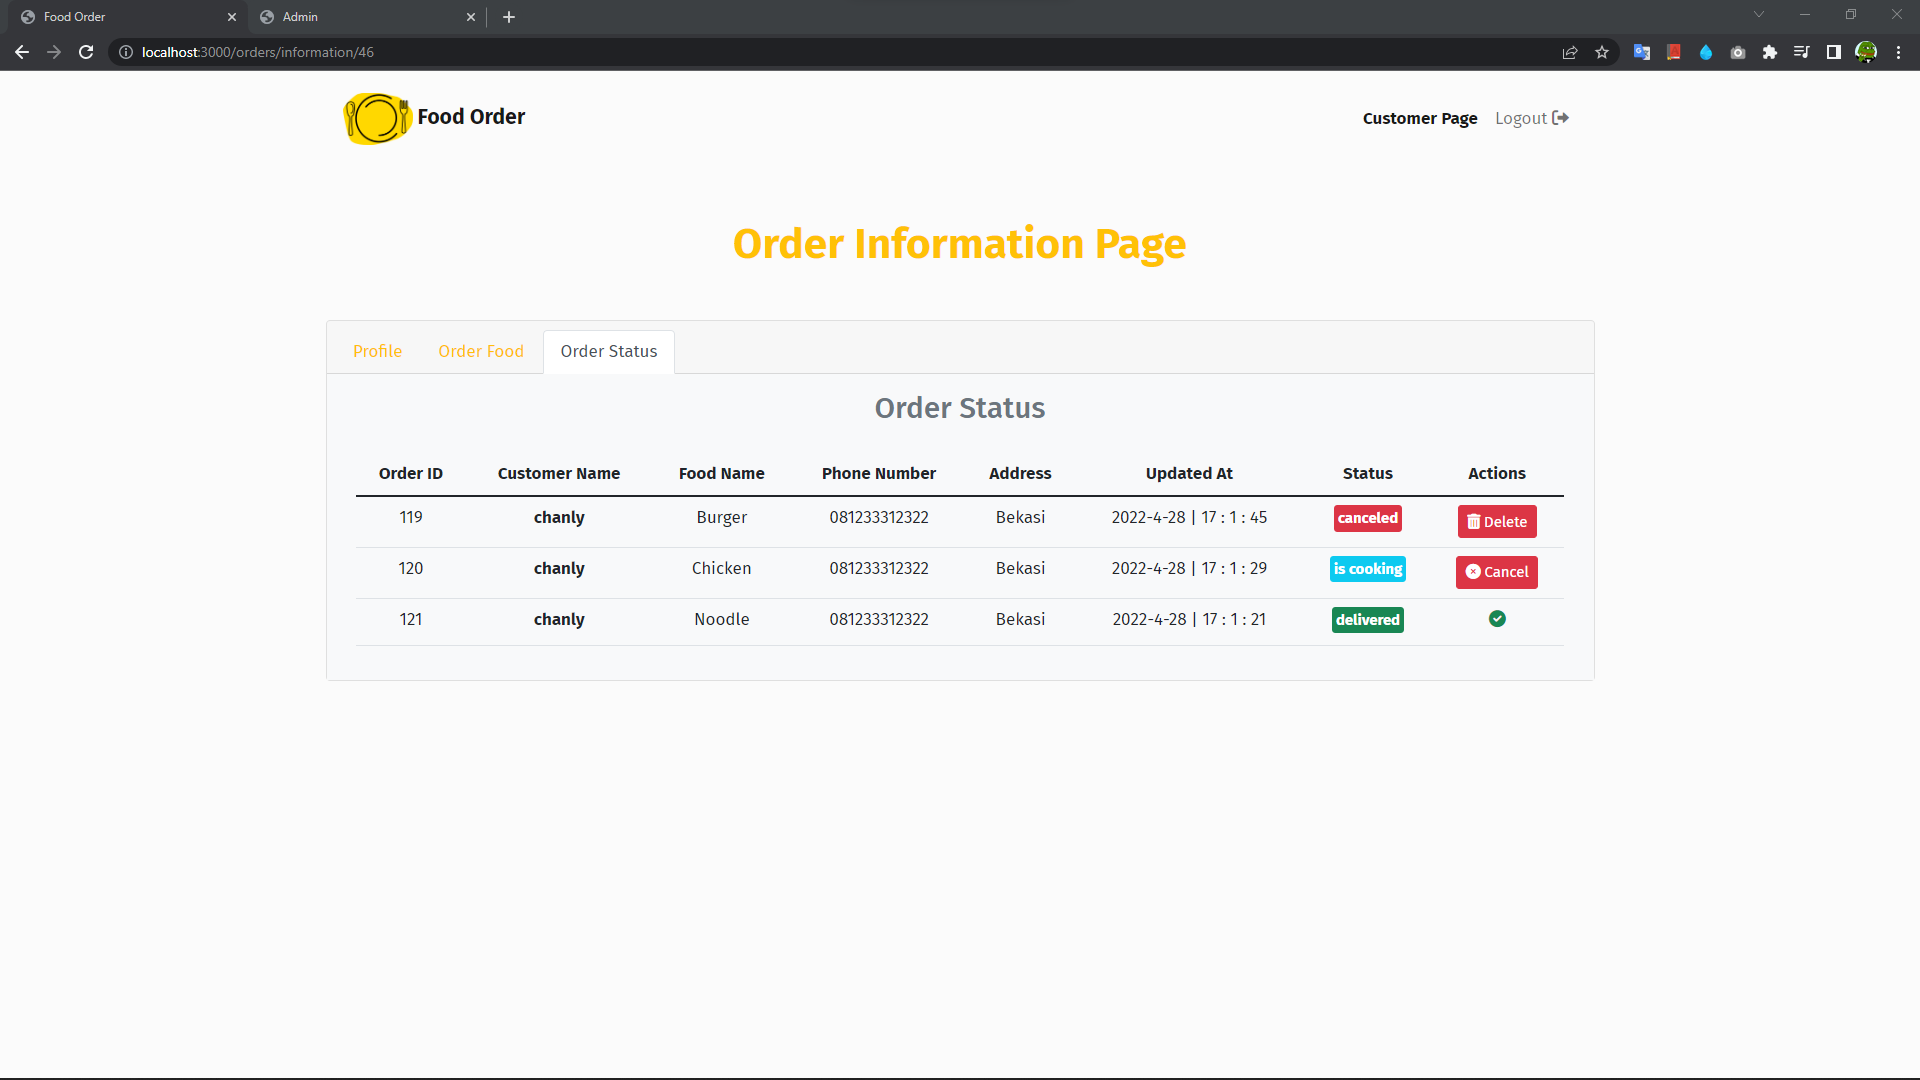 Food Order
Admin
localhost:3000/orders/information/46
Food Order
Customer Page
Logout
Order Information Page
Profile
Order Food
Order Status
Order Status
Order ID Customer Name Food Name Phone Number Address Updated At Status Actions
119 chanly Burger 081233312322 Bekasi 2022-4-28 | 17 : 1 : 45 canceled Delete
120 chanly Chicken 081233312322 Bekasi 2022-4-28 | 17 : 1 : 29 is cooking Cancel
121 chanly Noodle 081233312322 Bekasi 2022-4-28 | 17 : 1 : 21 delivered